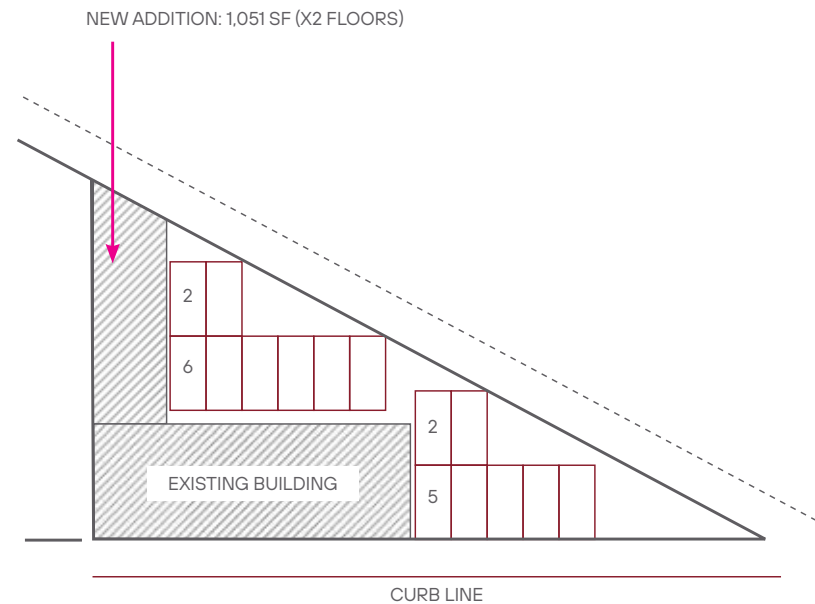 NEW ADDITION: 1,051 SF (X2 FLOORS)
2
6
2
EXISTING BUILDING
5
CURB LINE